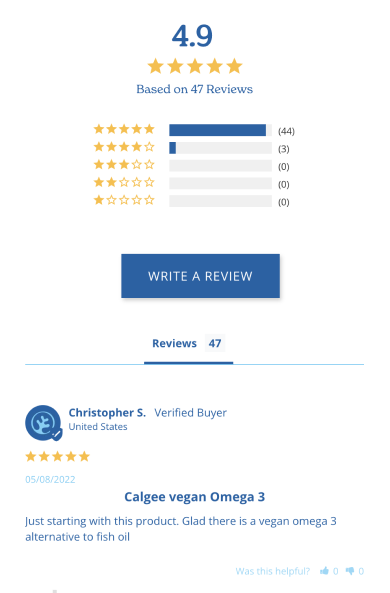 4.9
Based on 47 Reviews
(44)
(3)
(0)
(0)
(0)
WRITE A REVIEW
Reviews 47
Christopher S. Verified Buyer
United States
05/08/2022
Calgee vegan Omega 3
Just starting with this product. Glad there is a vegan omega 3
alternative to fish oil
Was this helpful? 0 0